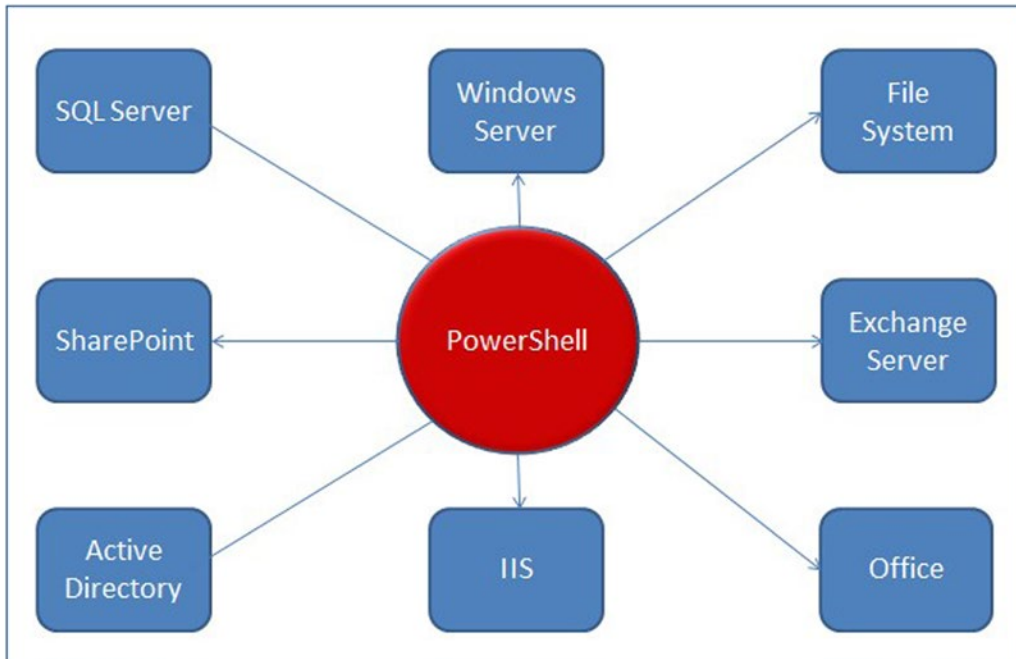 SQL Server
Windows
Server
File
System
SharePoint
PowerShell
Exchange
Server
Active
Directory
IIS
Office